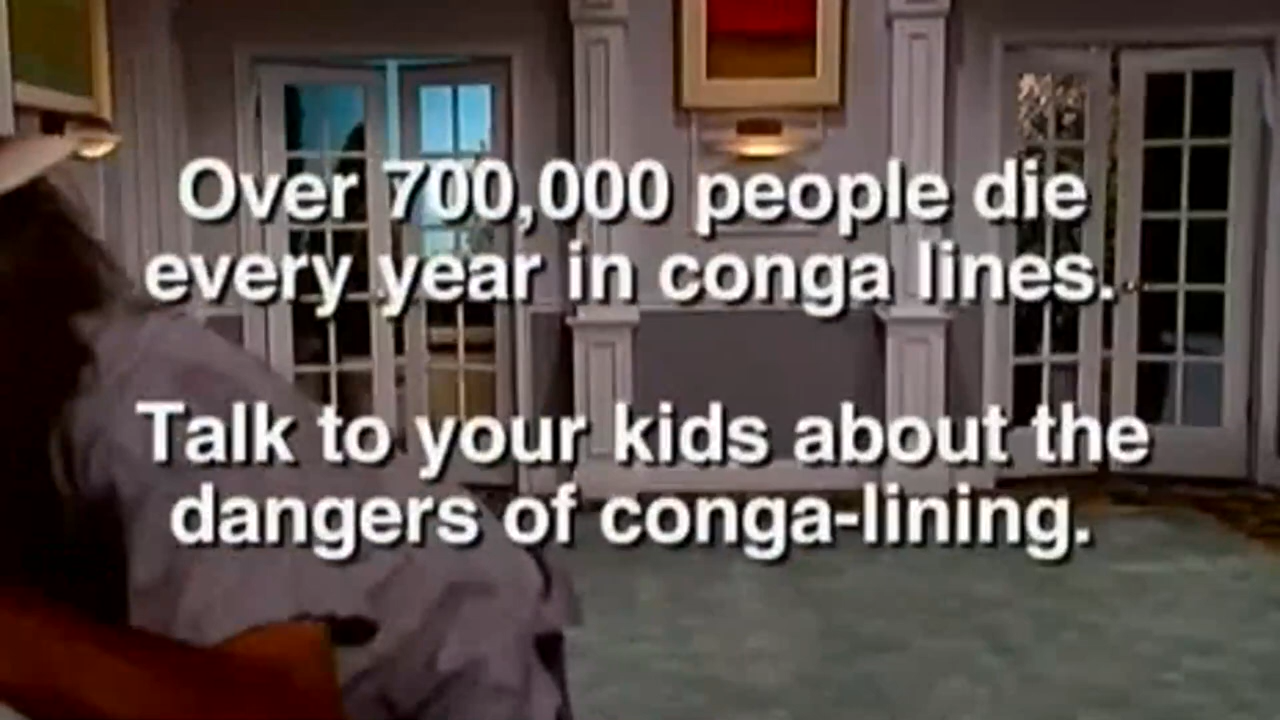 Over 700,000 people die
every year in conga lines.
Talk to your kids about the
dangers of conga-lining.